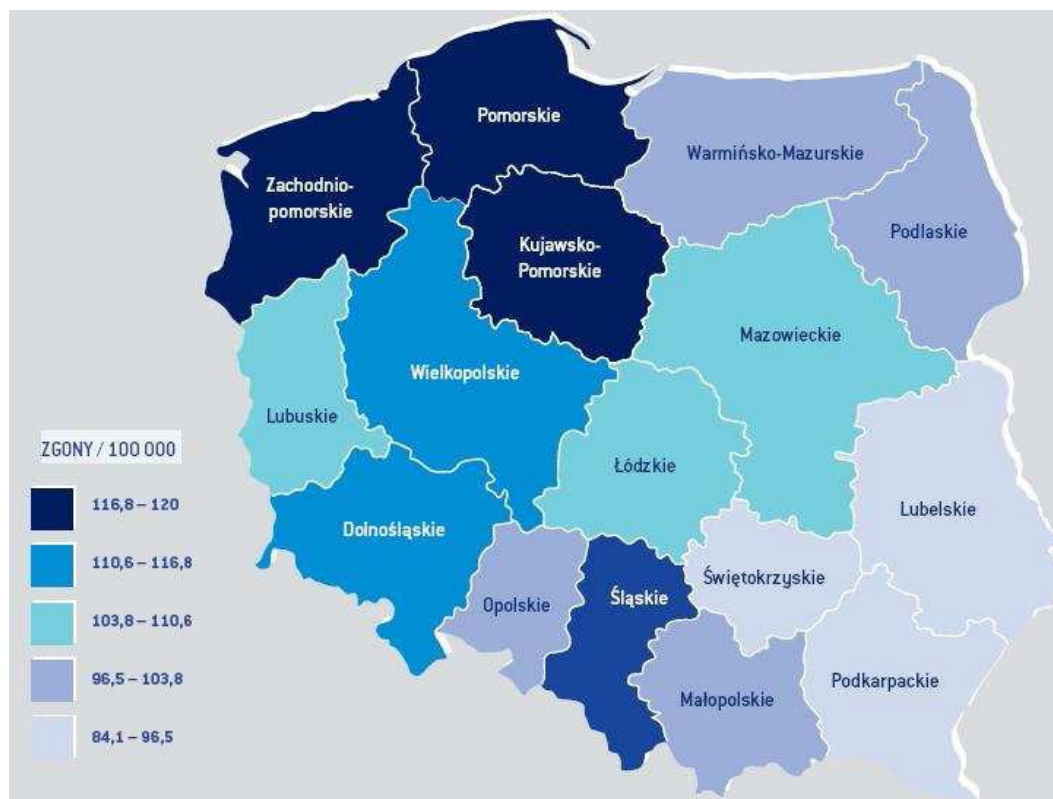 Pomorskie
Warmińsko-Mazurskie
Zachodnio-
pomorskie
Kujawsko-
Pomorskie
Podlaskie
Mazowieckie
Wielkopolskie
Lubuskie
Łódzkie
Lubelskie
Dolnośląskie
Świętokrzyskie
Opolskie
Śląskie
Podkarpackie
Małopolskie
ZGONY / 100 000
116,8 – 120
110,6 – 116,8
103,8 – 110,6
96,5 – 103,8
84,1 – 96,5